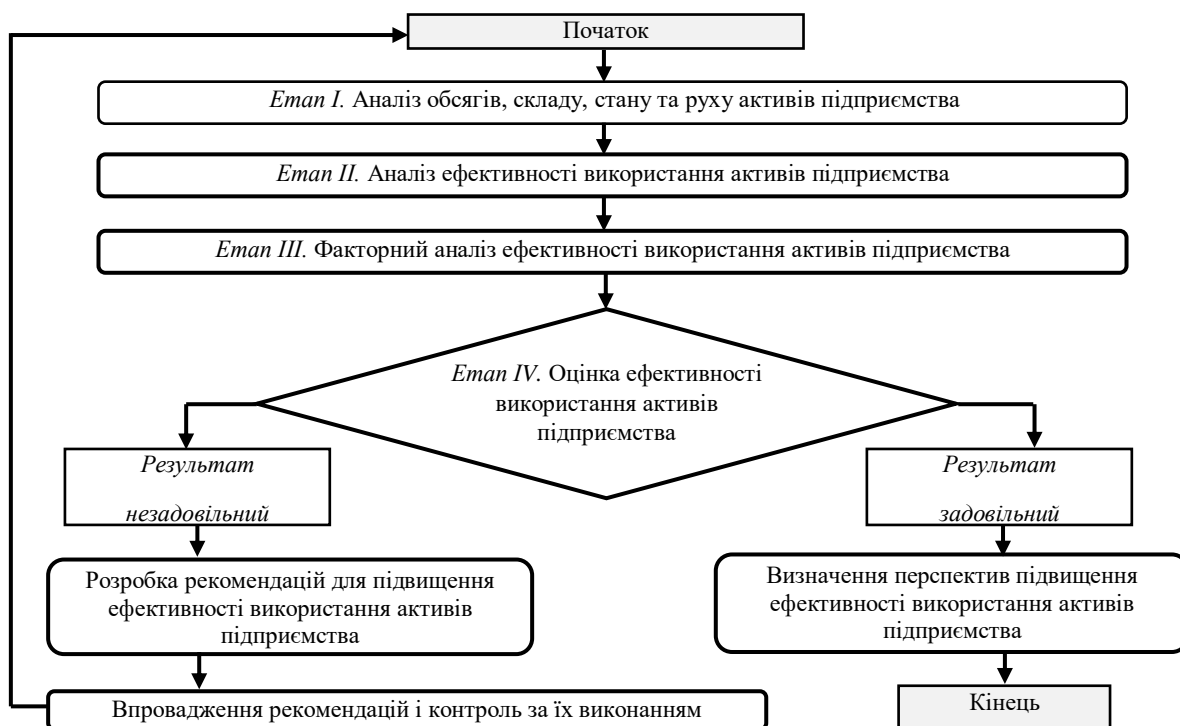 Початок
Етап I. Аналіз обсягів, складу, стану та руху активів підприємства
Етап II. Аналіз ефективності використання активів підприємства
Етап III. Факторний аналіз ефективності використання активів підприємства
Етап IV. Оцінка ефективності
використання активів
підприємства
Результат
незадовільний
Результат
задовільний
Розробка рекомендацій для підвищення
ефективності використання активів
підприємства
Визначення перспектив підвищення
ефективності використання активів
підприємства
Впровадження рекомендацій і контроль за їх виконанням
Кінець